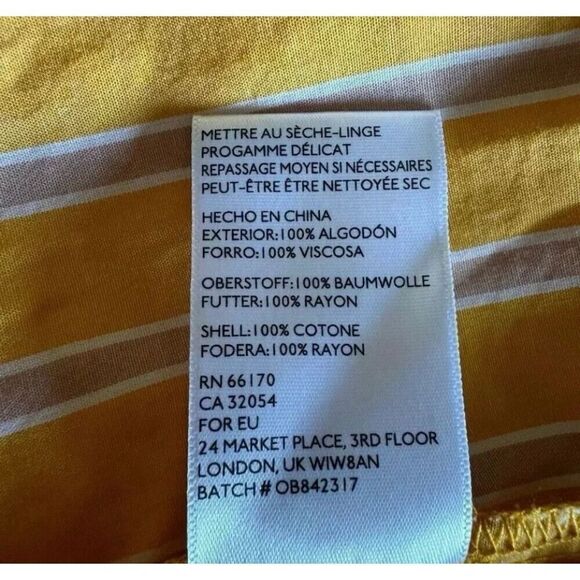 METTRE AU SÈCHE-LINGE
PROGAMME DÉLICAT
REPASSAGE MOYEN SI NÉCESSAIRES
PEUT-ÊTRE ÊTRE NETTOYÉE SEC
HECHO EN CHINA
EXTERIOR:100% ALGODÓN
FORRO:100% VISCOSA
OBERSTOFF:100% BAUMWOLLE
FUTTER:100% RAYON
SHELL:100% COTONE
FODERA:100% RAYON
RN 66170
CA 32054
FOR EU
24 MARKET PLACE, 3RD FLOOR
LONDON, UK WIW8AN
BATCH # OB842317